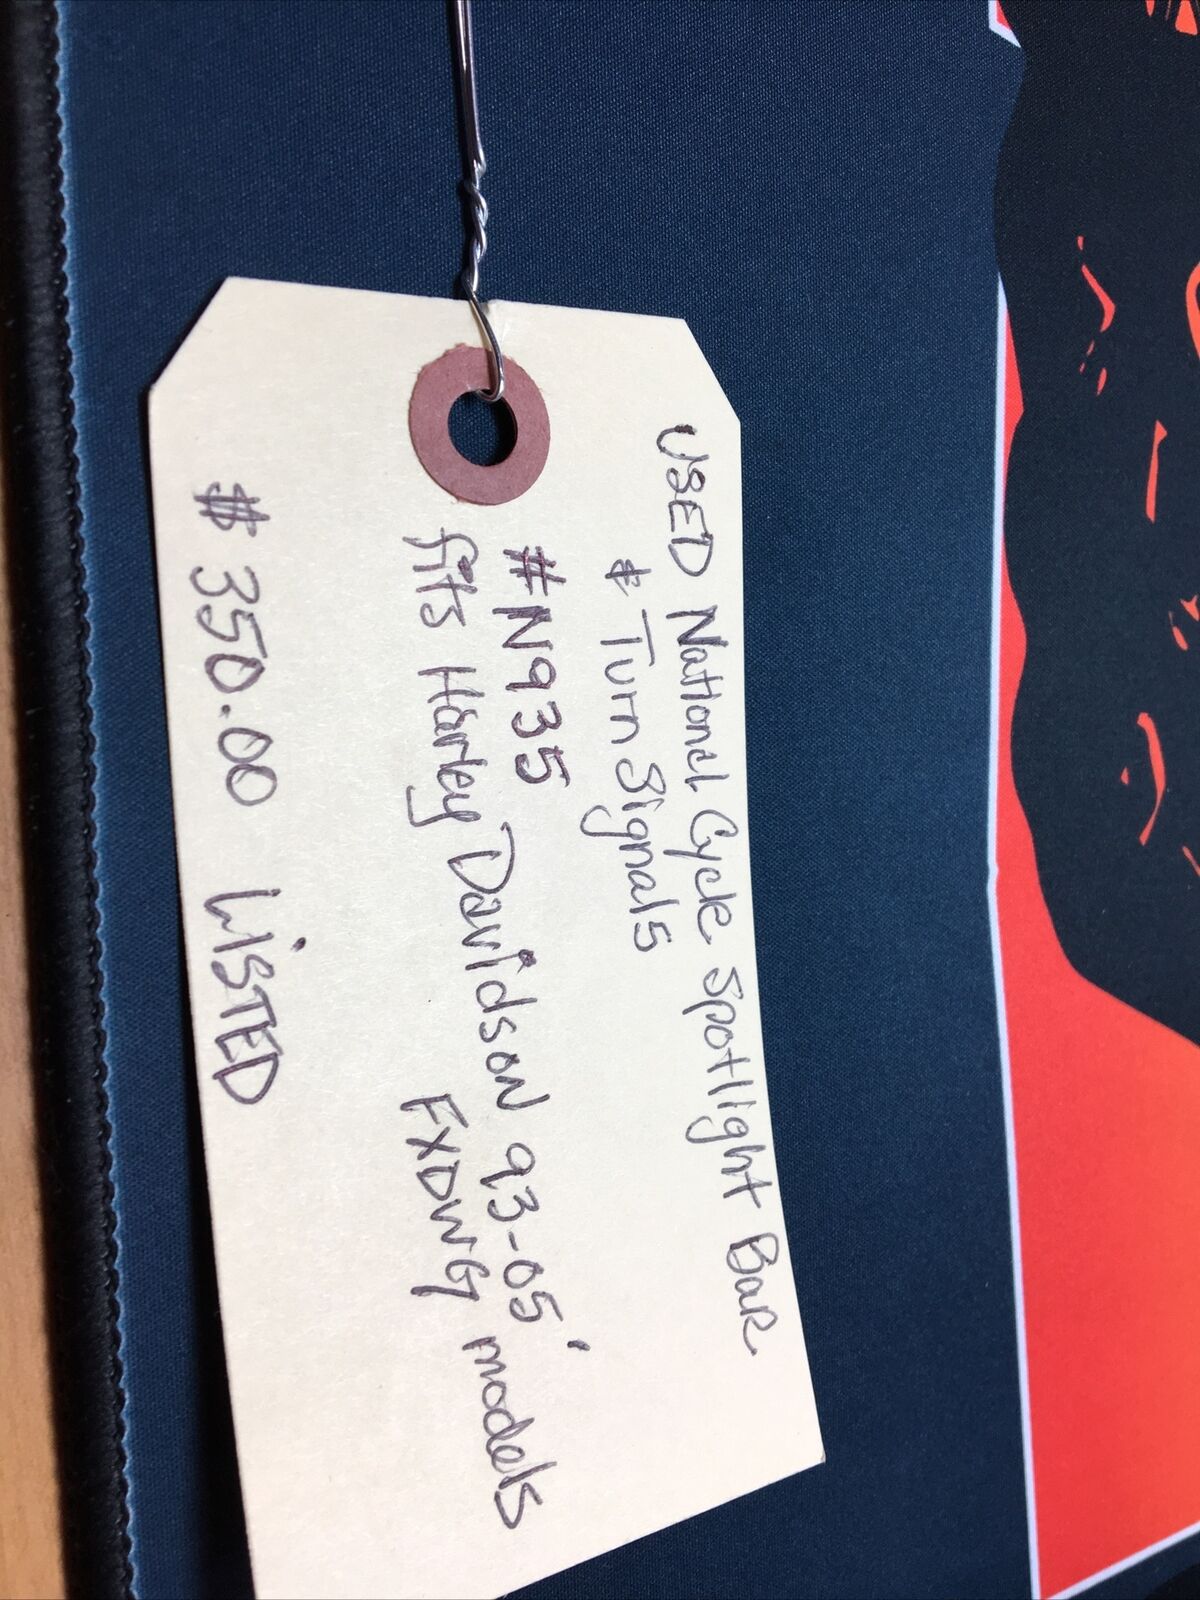 USED National Cycle Spotlight Bar
& Turn Signals
#N935
fits Harley Davidson 93-05'
FXDWG models
$350.00 LISTED